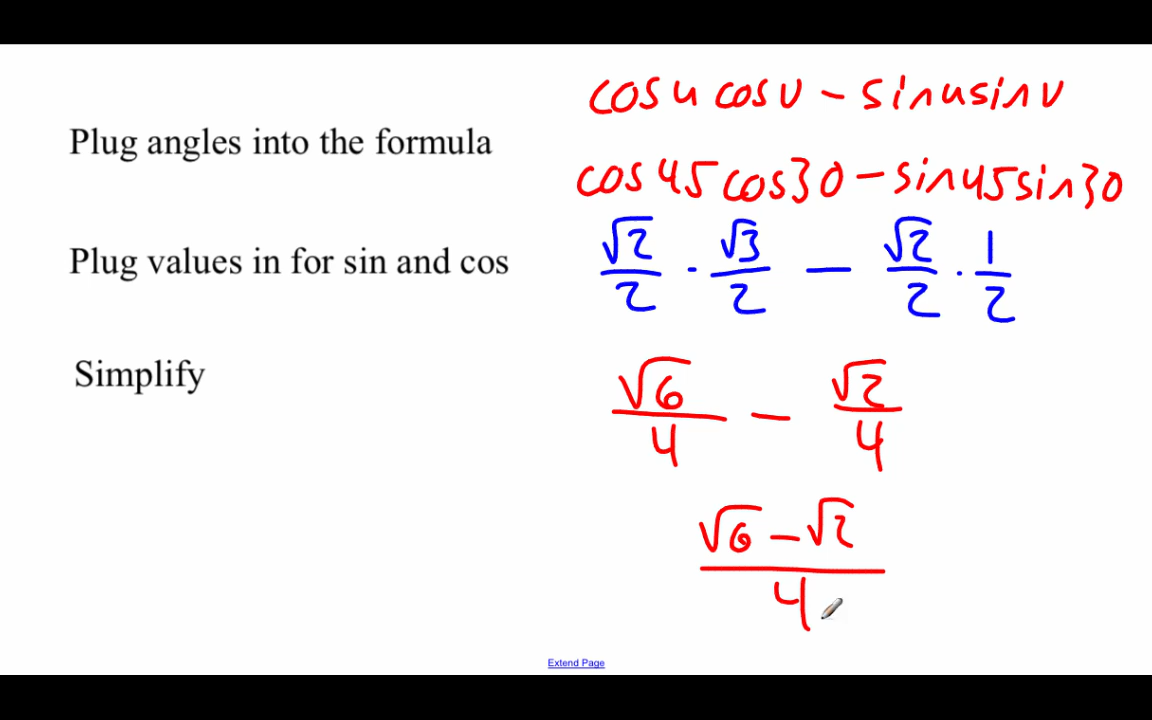 cos u cos v - sin u sin v
Plug angles into the formula
cos 45 cos 30 - sin 45 sin 30
Plug values in for sin and cos
√2/2 · √3/2 - √2/2 · 1/2
Simplify
√6/4 - √2/4
√6 - √2
4
Extend Page